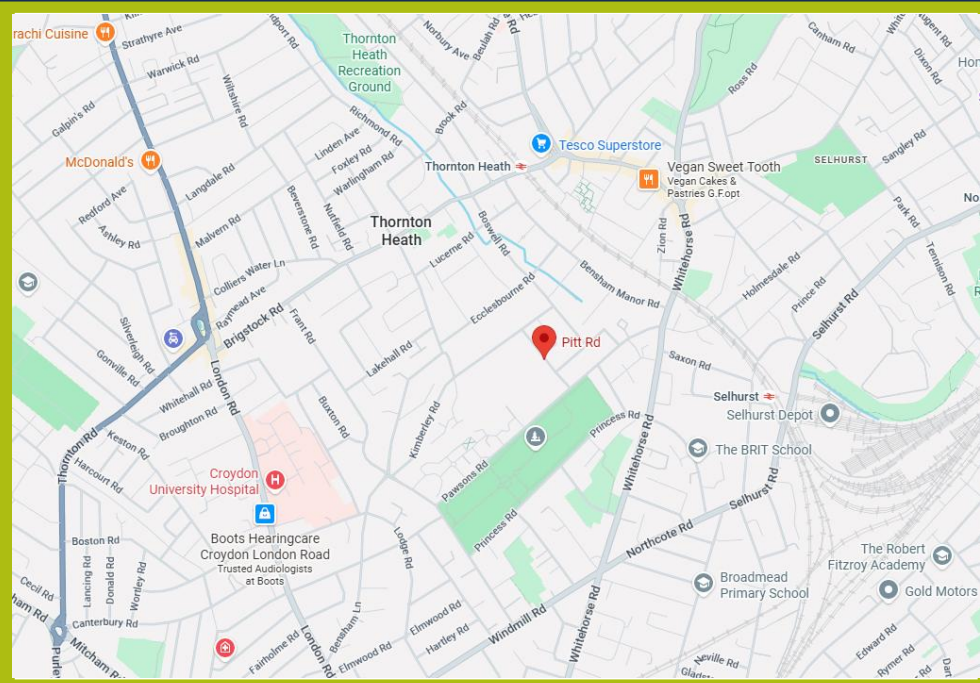 rachi Cuisine
Strathyre Ave
Warwick Rd
Wiltshire Rd
Galpin's Rd
McDonald's
Langdale Rd
Redford Ave
Ashley Rd
Malvern Rd
Beverstone Rd
Nutfield Rd
Colliers Water Ln
Raymead Ave
Brigstock Rd
Frant Rd
Thornton
Heath
Recreation
Ground
Norbury Ave
Beulah Rd
Rd
Richmond Rd
Brook Rd
Linden Ave
Foxley Rd
Warlingham Rd
Thornton Heath
Tesco Superstore
Vegan Sweet Tooth
Vegan Cakes &
Pastries G.F.opt
Thornton
Heath
Lucerne Rd
Boswell Rd
Ecclesbourne Rd
Bensham Manor Rd
Zion Rd
Whitehorse Rd
Ross Rd
Canham Rd
Nugent Rd
Dixon Rd
SELHURST
Sangley Rd
Park Rd
Tennison Rd
Holmesdale Rd
Prince Rd
Selhurst Rd
Pitt Rd
Saxon Rd
Selhurst
Selhurst Depot
The BRIT School
Silverleigh Rd
Gonville Rd
Whitehall Rd
Broughton Rd
London Rd
Lakehall Rd
Buxton Rd
Kimberley Rd
Princess Rd
Whitehorse Rd
Thornton Rd
Keston Rd
Harcourt Rd
Croydon
University Hospital
Pawsons Rd
Princess Rd
Selhurst Rd
Northcote Rd
Boots Hearingcare
Croydon London Road
Trusted Audiologists
at Boots
Lodge Rd
Boston Rd
Lancing Rd
Donald Rd
Wortley Rd
Cecil Rd
Canterbury Rd
Mitcham Rd
Purley
Fairholme Rd
London Rd
Bensham Ln
Elmwood Rd
Elmwood Rd
Hartley Rd
Windmill Rd
Whitehorse Rd
Broadmead
Primary School
The Robert
Fitzroy Academy
Gold Motors
Neville Rd
Edward Rd
Rymer Rd